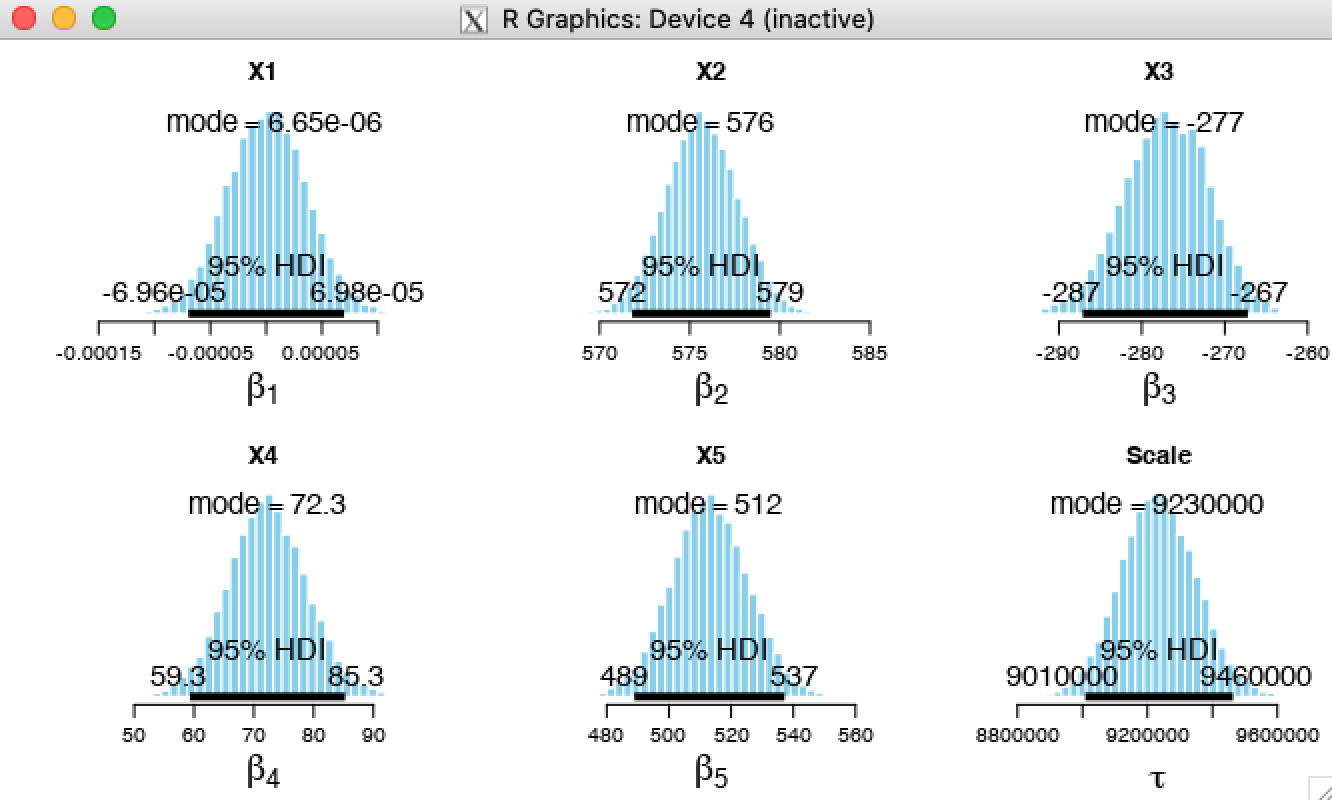 R Graphics: Device 4 (inactive)
X1
mode = 6.65e-06
95% HDI
-6.96e-05 6.98e-05
-0.00015 -0.00005 0.00005
β1
X2
mode = 576
95% HDI
572 579
570 575 580 585
β2
X3
mode = -277
95% HDI
-287 -267
-290 -280 -270 -260
β3
X4
mode = 72.3
95% HDI
59.3 85.3
50 60 70 80 90
β4
X5
mode = 512
95% HDI
489 537
480 500 520 540 560
β5
Scale
mode = 9230000
95% HDI
9010000 9460000
8800000 9200000 9600000
τ